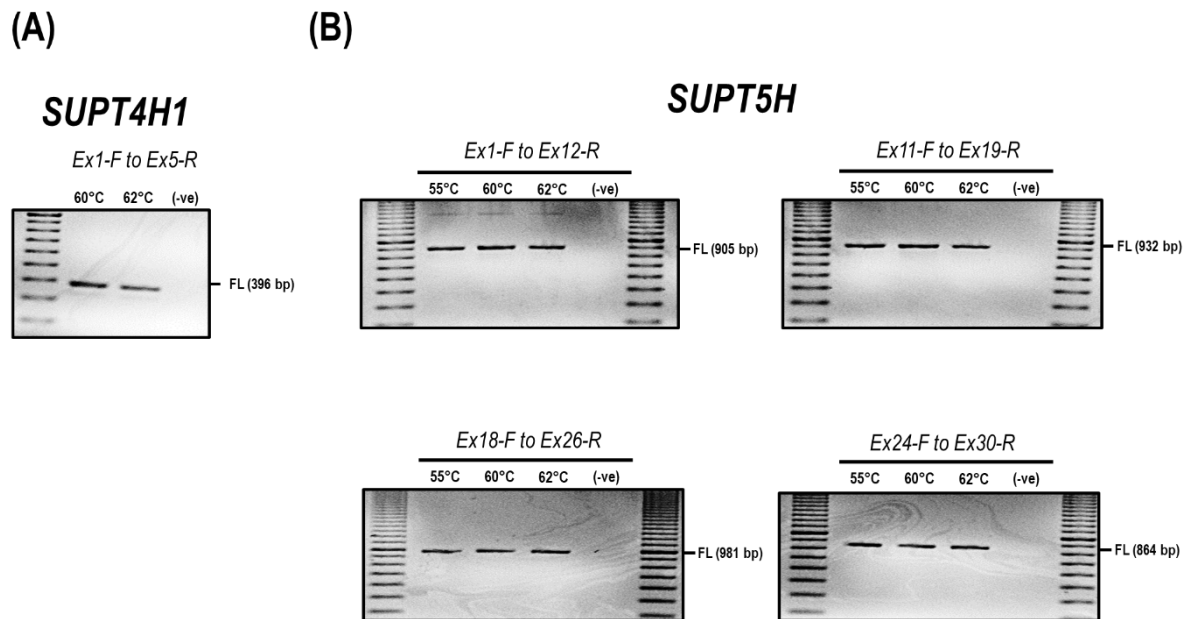 (A)
(B)
SUPT4H1
SUPT5H
Ex1-F to Ex5-R
60°C 62°C (-ve)
FL (396 bp)
Ex1-F to Ex12-R
55°C 60°C 62°C (-ve)
FL (905 bp)
Ex11-F to Ex19-R
55°C 60°C 62°C (-ve)
FL (932 bp)
Ex18-F to Ex26-R
55°C 60°C 62°C (-ve)
FL (981 bp)
Ex24-F to Ex30-R
55°C 60°C 62°C (-ve)
FL (864 bp)